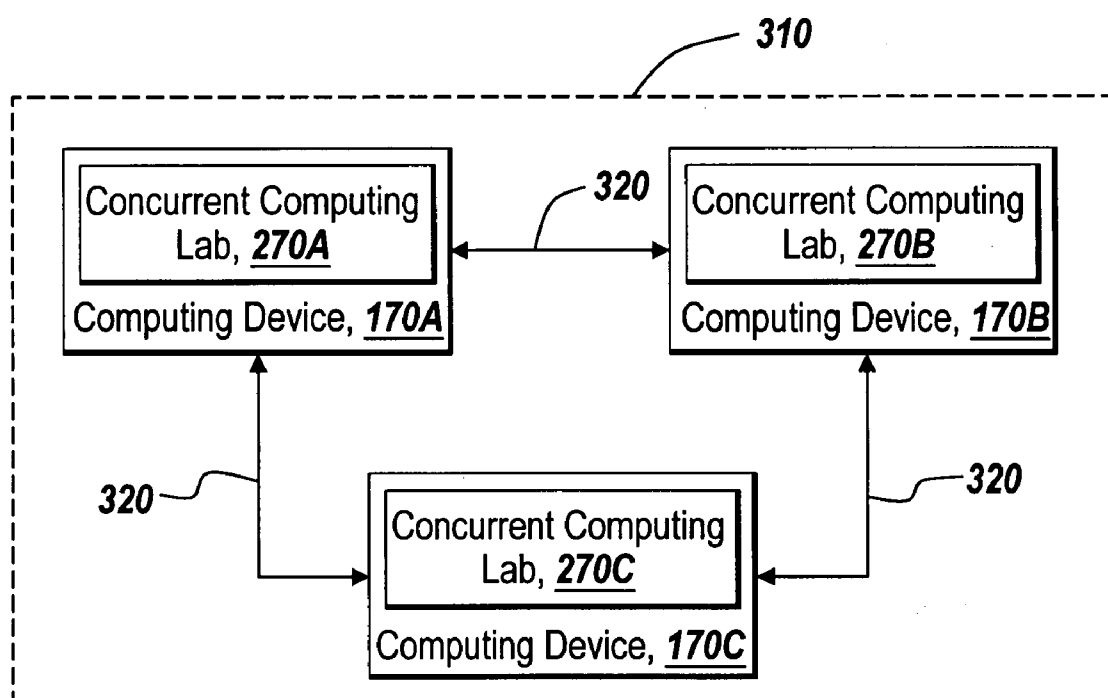 310
Concurrent Computing
Lab, 270A
Computing Device, 170A
320
Concurrent Computing
Lab, 270B
Computing Device, 170B
320
Concurrent Computing
Lab, 270C
Computing Device, 170C
320